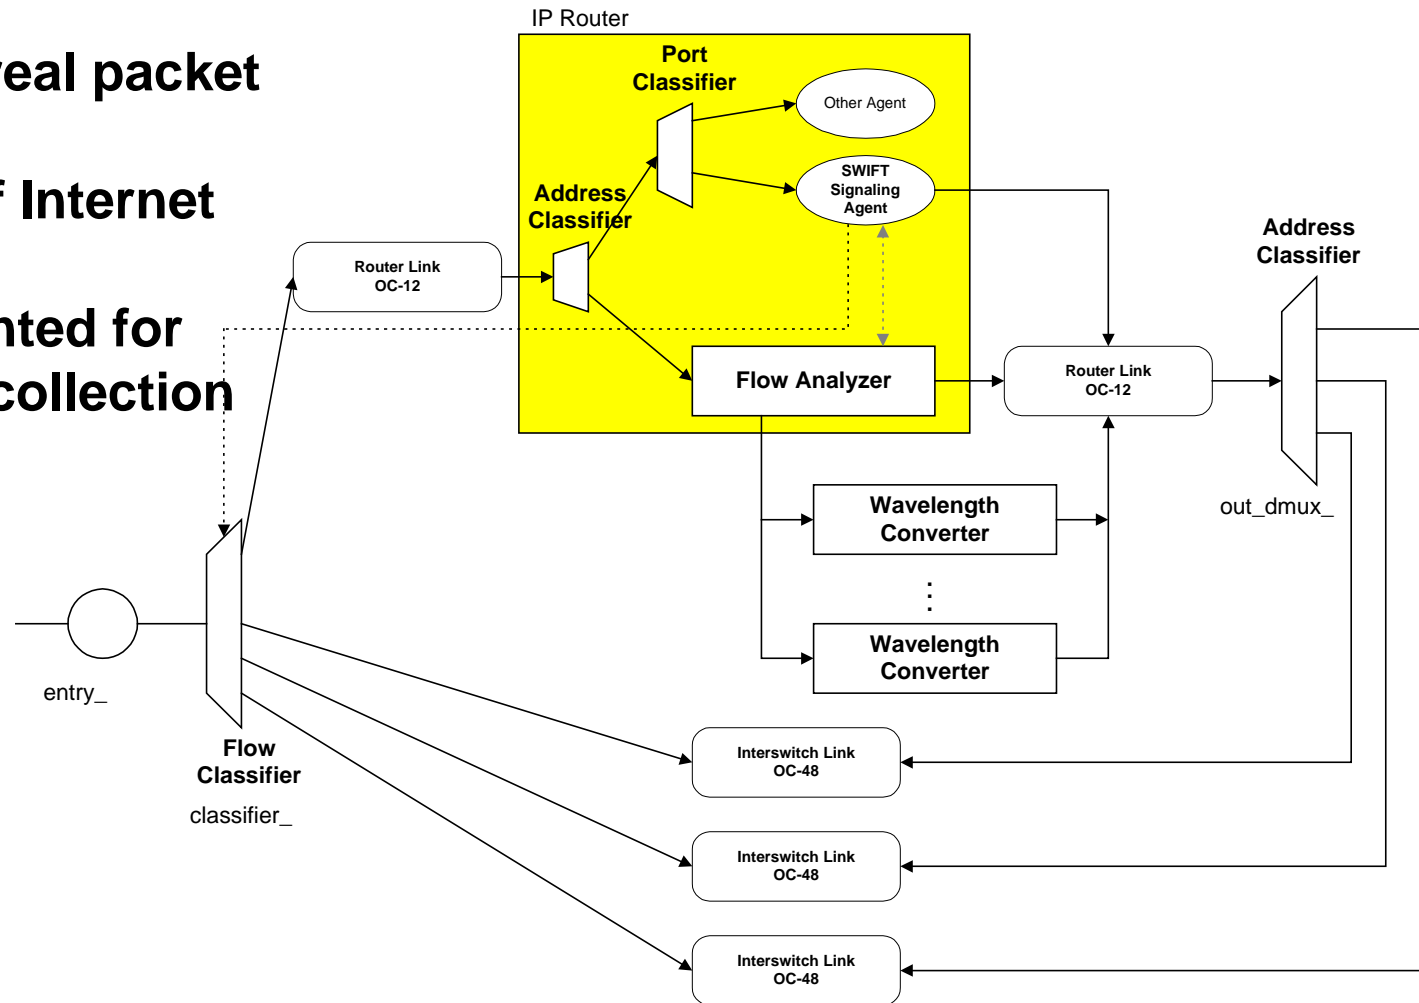 IP Router
real packet
f Internet
nted for
collection
Port
Classifier
Other Agent
SWIFT
Signaling
Agent
Address
Classifier
Router Link
OC-12
Flow Analyzer
Router Link
OC-12
Address
Classifier
out_dmux_
Wavelength
Converter
⋮
Wavelength
Converter
entry_
Flow
Classifier
classifier_
Interswitch Link
OC-48
Interswitch Link
OC-48
Interswitch Link
OC-48